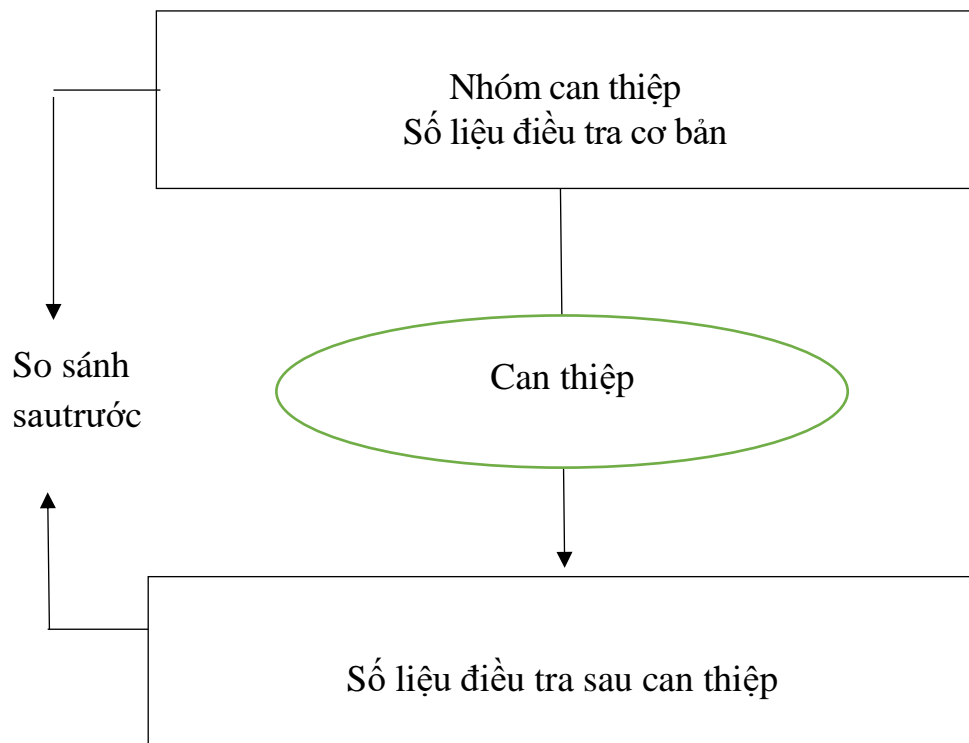 Nhóm can thiệp
Số liệu điều tra cơ bản
So sánh
sautrước
Can thiệp
Số liệu điều tra sau can thiệp